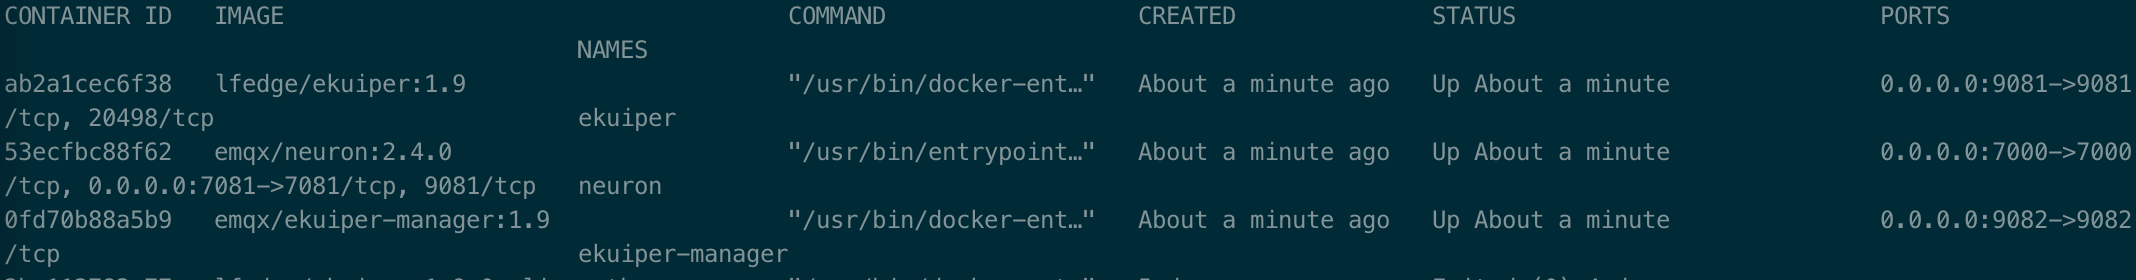 CONTAINER ID   IMAGE                                    COMMAND                  CREATED              STATUS                          PORTS
NAMES
ab2a1cec6f38   lfedge/ekuiper:1.9                       "/usr/bin/docker-ent…"   About a minute ago   Up About a minute               0.0.0.0:9081->9081
/tcp, 20498/tcp                          ekuiper
53ecfbc88f62   emqx/neuron:2.4.0                        "/usr/bin/entrypoint…"   About a minute ago   Up About a minute               0.0.0.0:7000->7000
/tcp, 0.0.0.0:7081->7081/tcp, 9081/tcp   neuron
0fd70b88a5b9   emqx/ekuiper-manager:1.9                 "/usr/bin/docker-ent…"   About a minute ago   Up About a minute               0.0.0.0:9082->9082
/tcp                                     ekuiper-manager